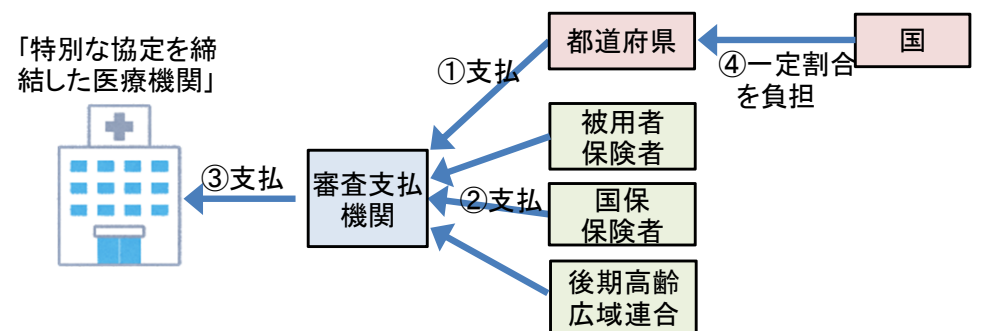 「特別な協定を締
結した医療機関」
③支払
審査支払
機関
①支払
②支払
都道府県
④一定割合
を負担
国
被用者
保険者
国保
保険者
後期高齢
広域連合